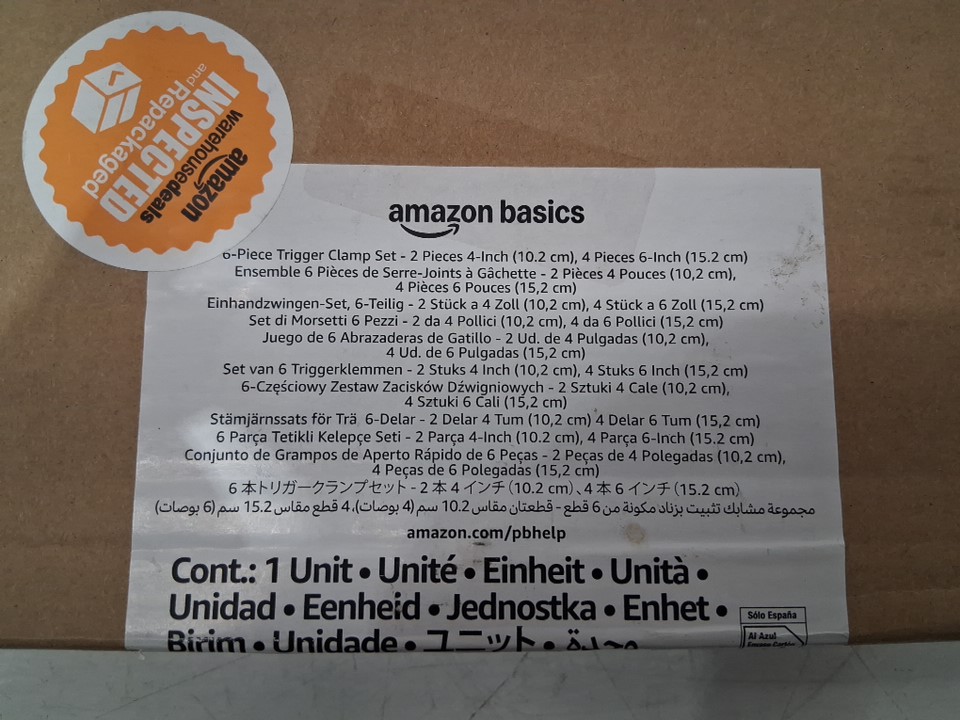 amazon
warehousedeals
INSPECTED
and Repackaged
amazon basics
6-Piece Trigger Clamp Set - 2 Pieces 4-Inch (10.2 cm), 4 Pieces 6-Inch (15.2 cm)
Ensemble 6 Pièces de Serre-Joints à Gâchette - 2 Pièces 4 Pouces (10,2 cm),
4 Pièces 6 Pouces (15,2 cm)
Einhandzwingen-Set, 6-Teilig - 2 Stück a 4 Zoll (10,2 cm), 4 Stück a 6 Zoll (15,2 cm)
Set di Morsetti 6 Pezzi - 2 da 4 Pollici (10,2 cm), 4 da 6 Pollici (15,2 cm)
Juego de 6 Abrazaderas de Gatillo - 2 Ud. de 4 Pulgadas (10,2 cm),
4 Ud. de 6 Pulgadas (15,2 cm)
Set van 6 Triggerklemmen - 2 Stuks 4 Inch (10,2 cm), 4 Stuks 6 Inch (15,2 cm)
6-Częściowy Zestaw Zacisków Dźwigniowych - 2 Sztuki 4 Cale (10,2 cm),
4 Sztuki 6 Cali (15,2 cm)
Stämjärnssats för Trä 6-Delar - 2 Delar 4 Tum (10,2 cm) 4 Delar 6 Tum (15,2 cm)
6 Parça Tetikli Kelepçe Seti - 2 Parça 4-Inch (10.2 cm), 4 Parça 6-Inch (15.2 cm)
Conjunto de Grampos de Aperto Rápido de 6 Peças - 2 Peças de 4 Polegadas (10,2 cm),
4 Peças de 6 Polegadas (15,2 cm)
6 本トリガークランプセット - 2 本 4 インチ (10.2 cm)、4 本 6 インチ (15.2 cm)
مجموعة مشابك تثبيت بزناد مكونة من 6 قطع - قطعتان مقاس 10.2 سم (4 بوصات)، 4 قطع مقاس 15.2 سم (6 بوصات)
amazon.com/pbhelp
Cont.: 1 Unit • Unité • Einheit • Unità •
Unidad • Eenheid • Jednostka • Enhet •
Birim • Unidade • ユニット • وحدة
Sólo España
Al Azul